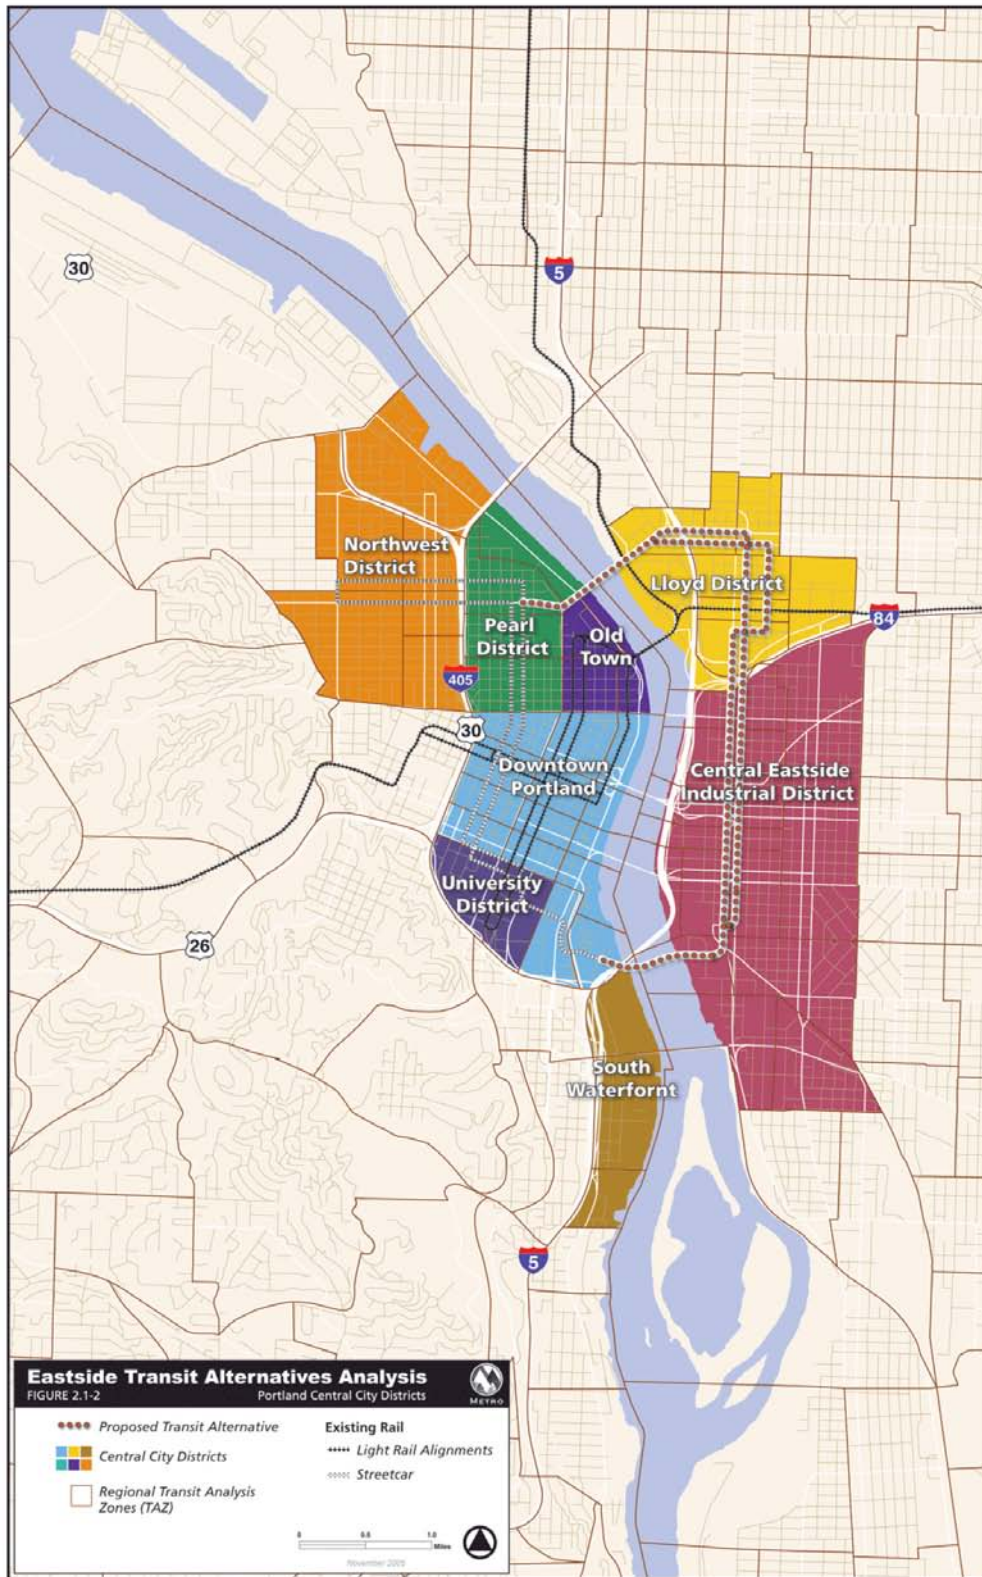 30
5
Northwest
District
Lloyd District
Pearl
District
Old
Town
84
405
30
Downtown
Portland
Central Eastside
Industrial District
University
District
26
South
Waterfornt
5
Eastside Transit Alternatives Analysis
FIGURE 2.1-2
Portland Central City Districts
METRO
Proposed Transit Alternative
Central City Districts
Regional Transit Analysis
Zones (TAZ)
Existing Rail
Light Rail Alignments
Streetcar
0 0.5 1.0
Miles
November 2005